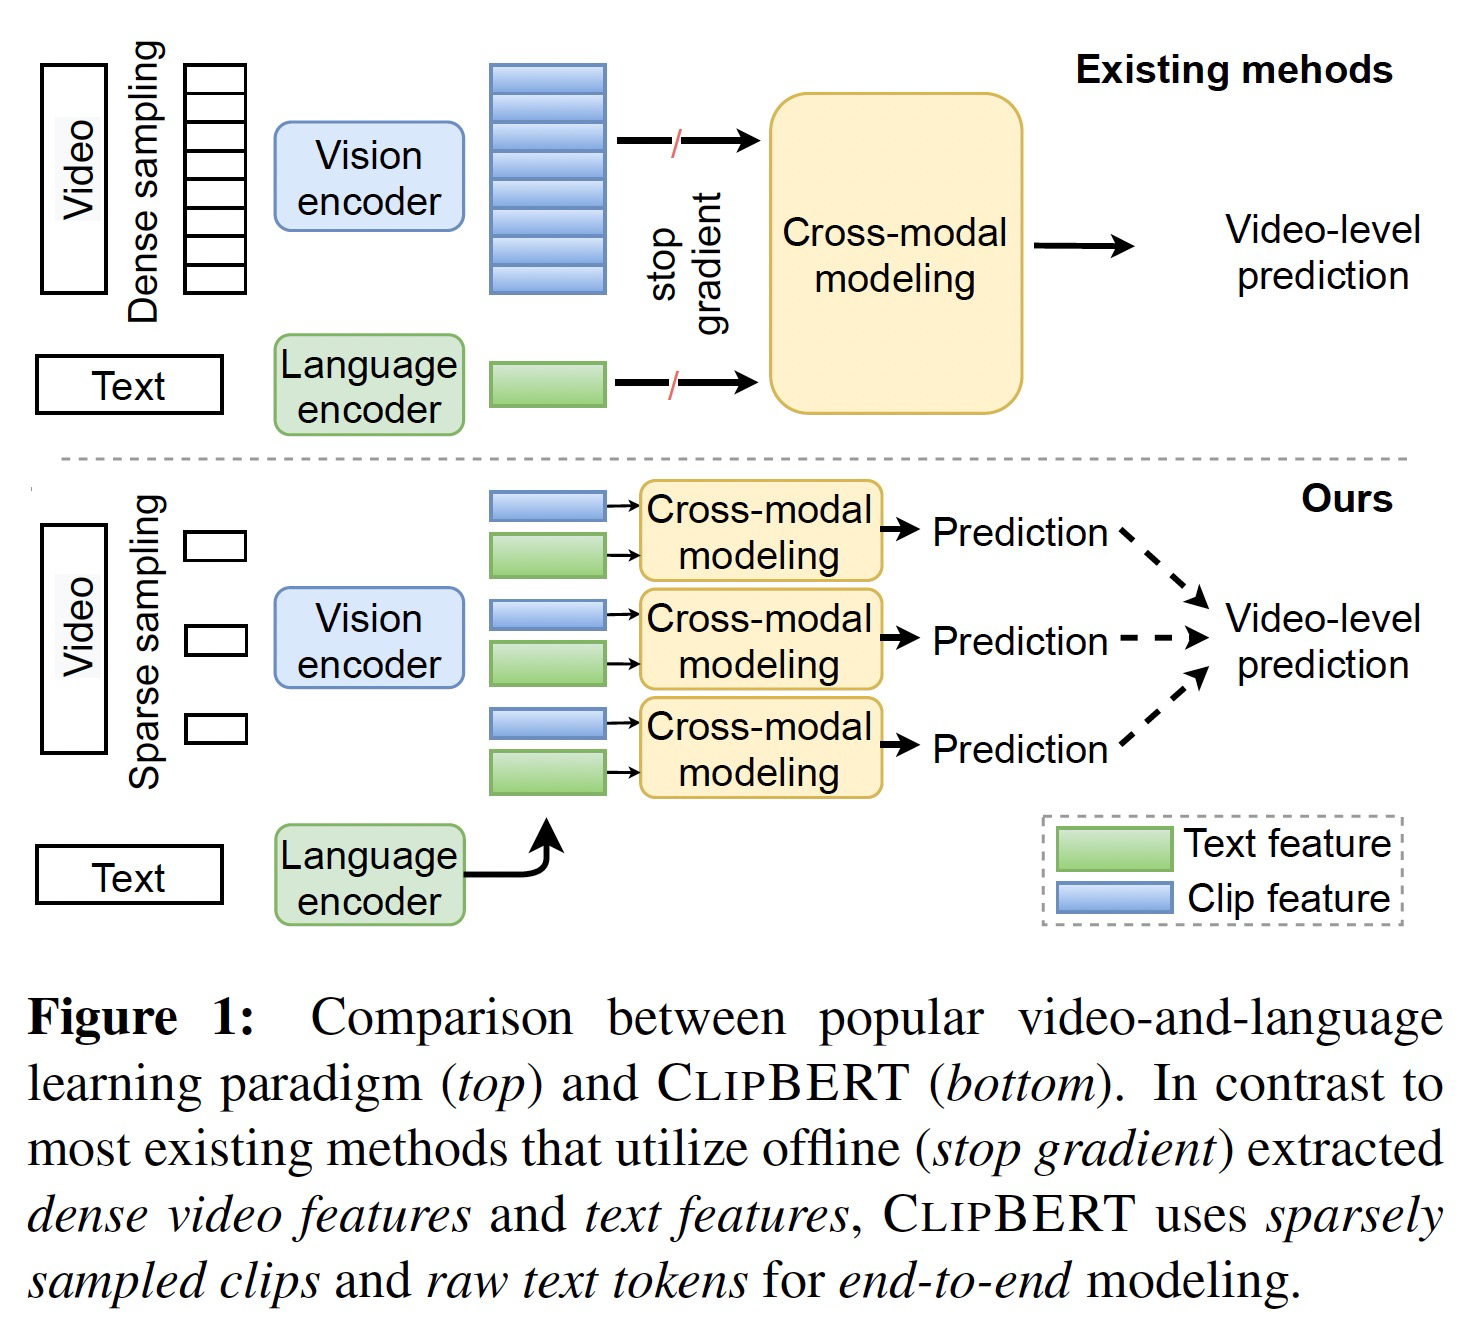 Existing mehods
Video
Dense sampling
Vision
encoder
stop
gradient
Cross-modal
modeling
Video-level
prediction
Text
Language
encoder
Ours
Video
Sparse sampling
Vision
encoder
Cross-modal
modeling
Prediction
Cross-modal
modeling
Prediction
Cross-modal
modeling
Prediction
Video-level
prediction
Text
Language
encoder
Text feature
Clip feature
Figure 1: Comparison between popular video-and-language
learning paradigm (top) and CLIPBERT (bottom). In contrast to
most existing methods that utilize offline (stop gradient) extracted
dense video features and text features, CLIPBERT uses sparsely
sampled clips and raw text tokens for end-to-end modeling.